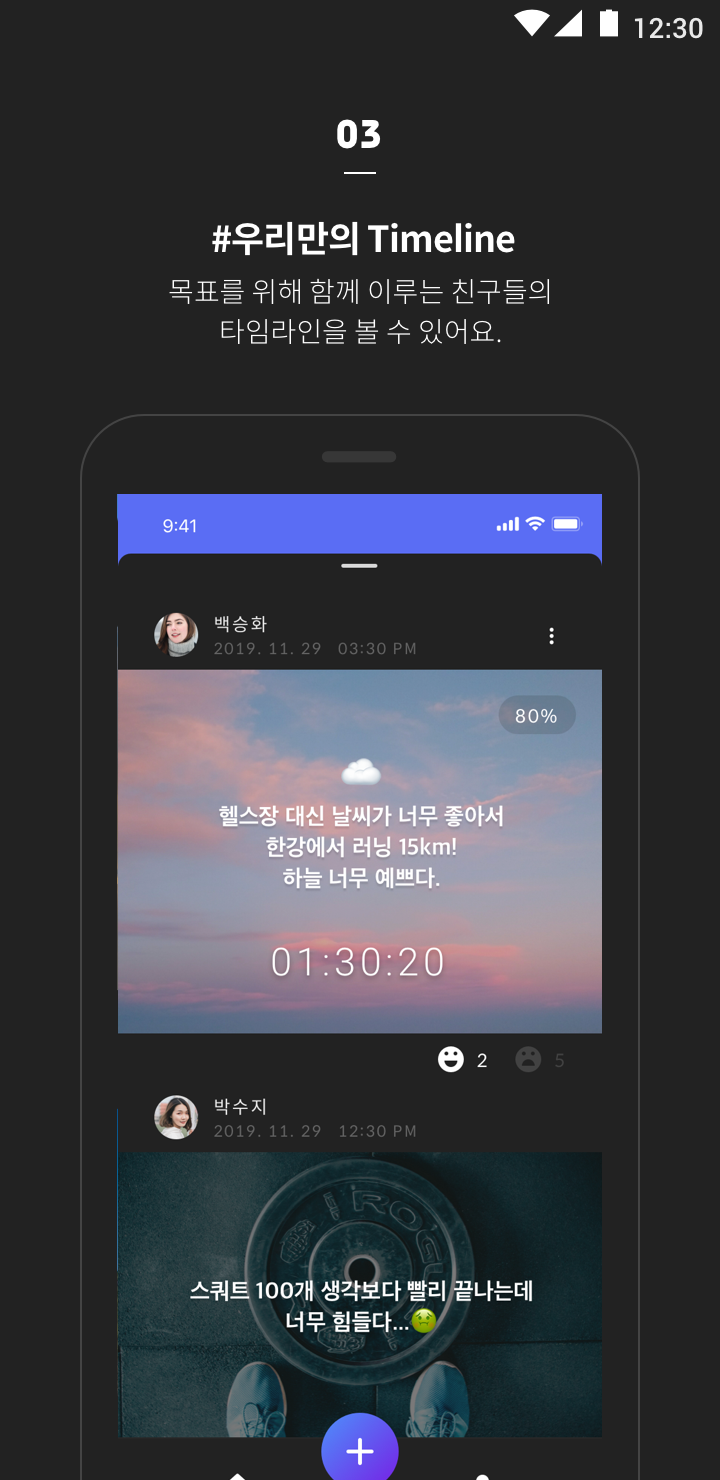 12:30
03
#우리만의 Timeline
목표를 위해 함께 이루는 친구들의
타임라인을 볼 수 있어요.
9:41
백승화
2019. 11. 29 03:30 PM
80%
헬스장 대신 날씨가 너무 좋아서
한강에서 러닝 15km!
하늘 너무 예쁘다.
01:30:20
2 5
박수지
2019. 11. 29 12:30 PM
ROGU
스쿼트 100개 생각보다 빨리 끝나는데
너무 힘들다...🤢